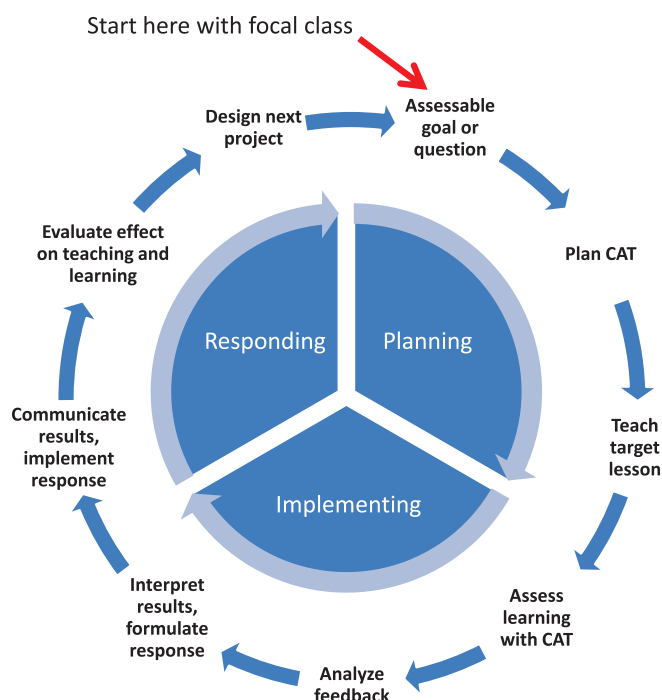 Start here with focal class
Assessable
goal or
question
Plan CAT
Teach
target
lesson
Assess
learning
with CAT
Analyze
feedback
Interpret
results,
formulate
response
Communicate
results,
implement
response
Evaluate effect
on teaching and
learning
Design next
project
Responding
Planning
Implementing